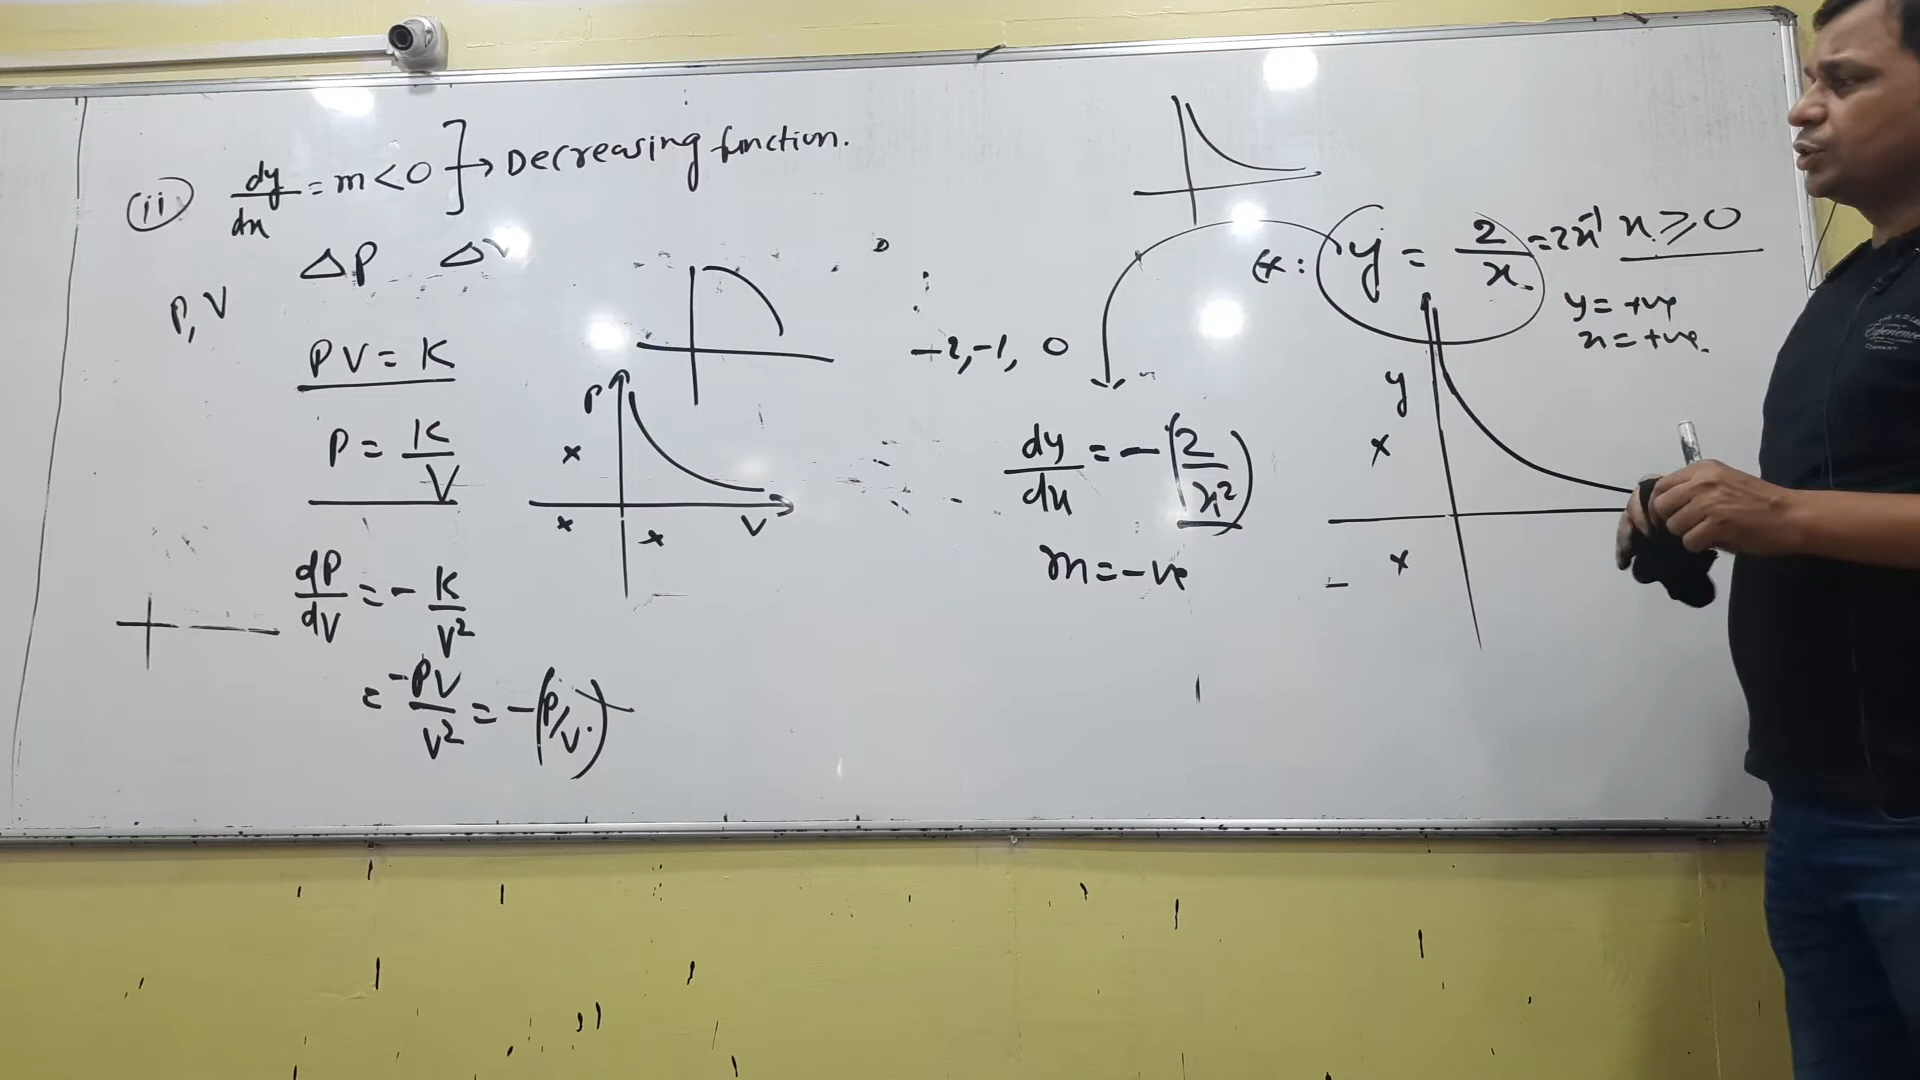 (ii) dy/dx = m < 0 ] → Decreasing function.
ΔP ΔV
P, V
PV = K
P = K/V
dP/dV = - K/V²
= -PV/V² = -(P/V)
P
V
-2, -1, 0
Ex: y = 2/x = 2x⁻¹ x ≥ 0
y = +ve
x = +ve.
dy/dx = -(2/x²)
m = -ve
y
Experience